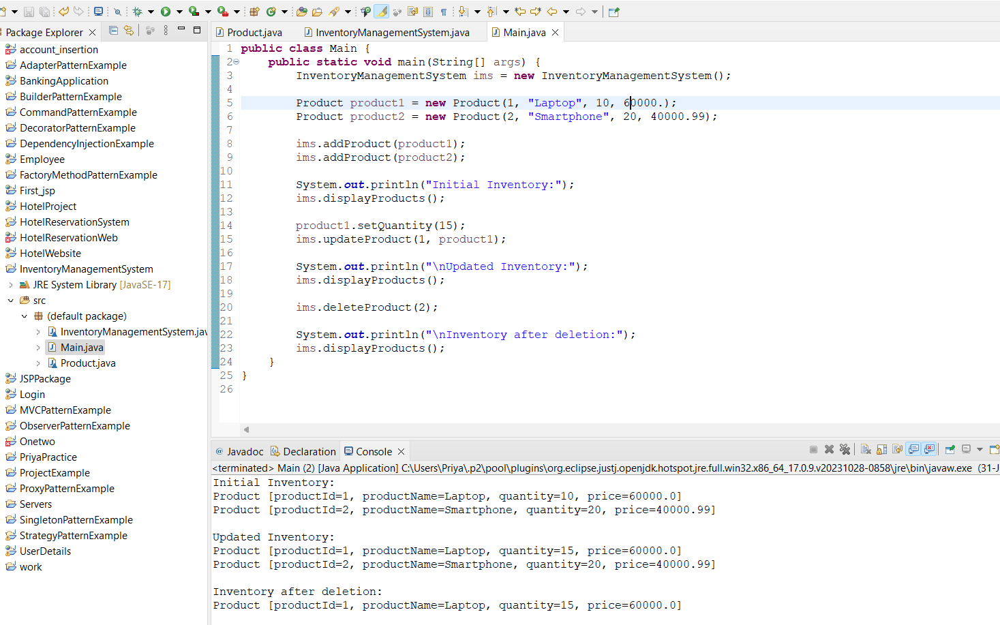 Package Explorer
account_insertion
AdapterPatternExample
BankingApplication
BuilderPatternExample
CommandPatternExample
DecoratorPatternExample
DependencyInjectionExample
Employee
FactoryMethodPatternExample
First_jsp
HotelProject
HotelReservationSystem
HotelReservationWeb
HotelWebsite
InventoryManagementSystem
JRE System Library [JavaSE-17]
src
(default package)
InventoryManagementSystem.jav
Main.java
Product.java
JSPPackage
Login
MVCPatternExample
ObserverPatternExample
Onetwo
PriyaPractice
ProjectExample
ProxyPatternExample
Servers
SingletonPatternExample
StrategyPatternExample
UserDetails
work
Product.java InventoryManagementSystem.java Main.java
1 public class Main {
2 public static void main(String[] args) {
3 InventoryManagementSystem ims = new InventoryManagementSystem();
4
5 Product product1 = new Product(1, "Laptop", 10, 60000.);
6 Product product2 = new Product(2, "Smartphone", 20, 40000.99);
7
8 ims.addProduct(product1);
9 ims.addProduct(product2);
10
11 System.out.println("Initial Inventory:");
12 ims.displayProducts();
13
14 product1.setQuantity(15);
15 ims.updateProduct(1, product1);
16
17 System.out.println("\nUpdated Inventory:");
18 ims.displayProducts();
19
20 ims.deleteProduct(2);
21
22 System.out.println("\nInventory after deletion:");
23 ims.displayProducts();
24 }
25 }
26
@ Javadoc Declaration Console
<terminated> Main (2) [Java Application] C:\Users\Priya\.p2\pool\plugins\org.eclipse.justj.openjdk.hotspot.jre.full.win32.x86_64_17.0.9.v20231028-0858\jre\bin\javaw.exe (31-J
Initial Inventory:
Product [productId=1, productName=Laptop, quantity=10, price=60000.0]
Product [productId=2, productName=Smartphone, quantity=20, price=40000.99]
Updated Inventory:
Product [productId=1, productName=Laptop, quantity=15, price=60000.0]
Product [productId=2, productName=Smartphone, quantity=20, price=40000.99]
Inventory after deletion:
Product [productId=1, productName=Laptop, quantity=15, price=60000.0]